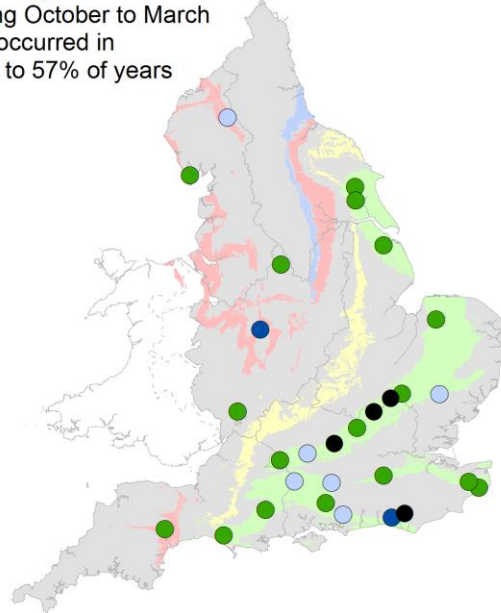 ng October to March
occurred in
to 57% of years